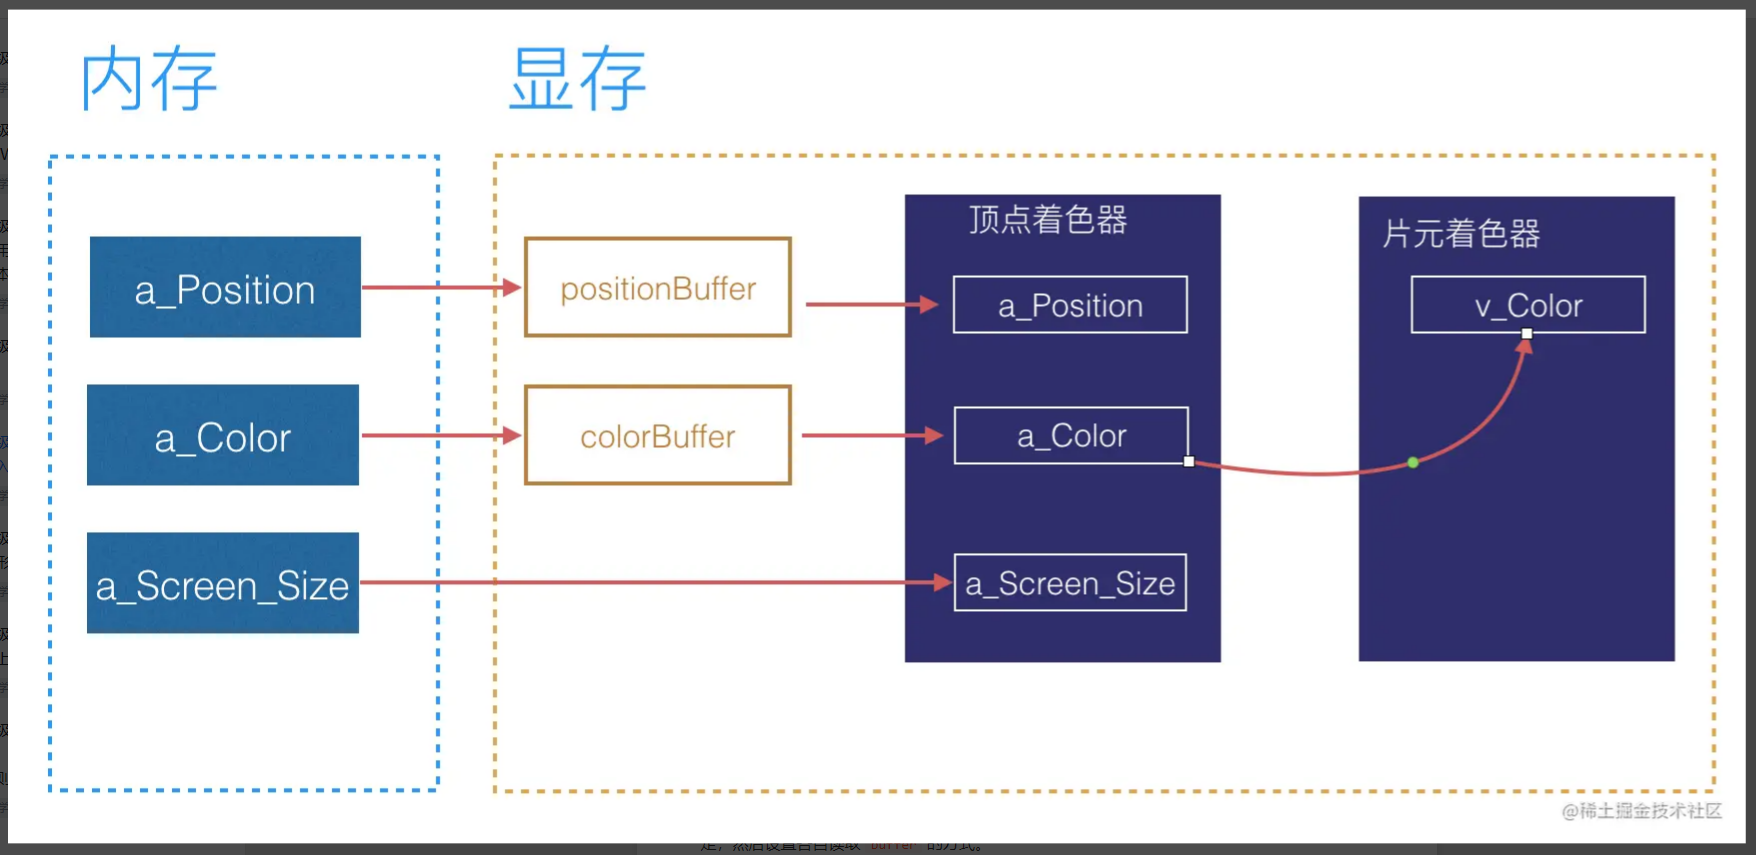 内存
显存
顶点着色器
片元着色器
a_Position
positionBuffer
a_Position
v_Color
a_Color
colorBuffer
a_Color
a_Screen_Size
a_Screen_Size
@稀土掘金技术社区